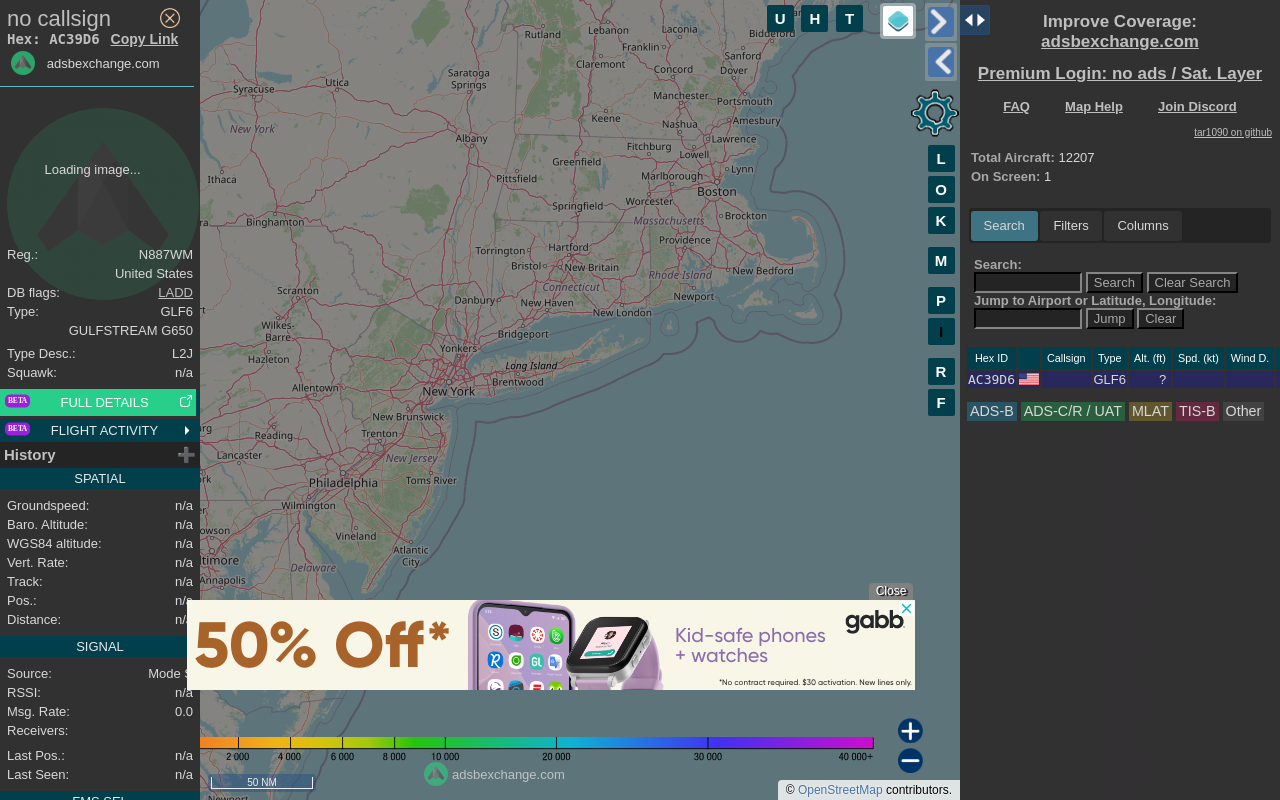 no callsign
Hex: AC39D6 Copy Link
adsbexchange.com
Loading image...
Reg.: N887WM
United States
DB flags: LADD
Type: GLF6
GULFSTREAM G650
Type Desc.: L2J
Squawk: n/a
BETA FULL DETAILS
BETA FLIGHT ACTIVITY
History
SPATIAL
Groundspeed: n/a
Baro. Altitude: n/a
WGS84 altitude: n/a
Vert. Rate: n/a
Track: n/a
Pos.: n/a
Distance: n/a
SIGNAL
Source: Mode S
RSSI: n/a
Msg. Rate: 0.0
Receivers:
Last Pos.: n/a
Last Seen: n/a
FMS SEL
U H T
L
O
K
M
P
I
R
F
Rutland
Lebanon
Laconia
Biddeford
Franklin
Sanford
Claremont
Concord
Dover
Saratoga
Springs
Utica
Syracuse
Manchester
Portsmouth
Keene
Nashua
Amesbury
New York
Albany
Lawrence
Fitchburg
Lowell
Greenfield
Lynn
Ithaca
Pittsfield
Marlborough
Boston
Worcester
Springfield
Brockton
Binghamton
Massachusetts
Providence
Torrington
Hartford
Bristol
New Britain
New Bedford
Rhode Island
Connecticut
Scranton
Danbury
New Haven
Newport
New London
Wilkes-
Barre
Bridgeport
Yonkers
Hazleton
Long Island
Brentwood
Allentown
New York
New Brunswick
Reading
Trenton
Lancaster
New Jersey
Toms River
Philadelphia
Wilmington
Vineland
Atlantic
City
Annapolis
Delaware
Close
50% Off*
Kid-safe phones
+ watches
gabb
*No contract required. $30 activation. New lines only.
2 000 4 000 6 000 8 000 10 000 20 000 30 000 40 000+
adsbexchange.com
50 NM
© OpenStreetMap contributors.
Improve Coverage:
adsbexchange.com
Premium Login: no ads / Sat. Layer
FAQ Map Help Join Discord
tar1090 on github
Total Aircraft: 12207
On Screen: 1
Search Filters Columns
Search:
Search Clear Search
Jump to Airport or Latitude, Longitude:
Jump Clear
Hex ID Callsign Type Alt. (ft) Spd. (kt) Wind D.
AC39D6 GLF6 ?
ADS-B ADS-C/R / UAT MLAT TIS-B Other